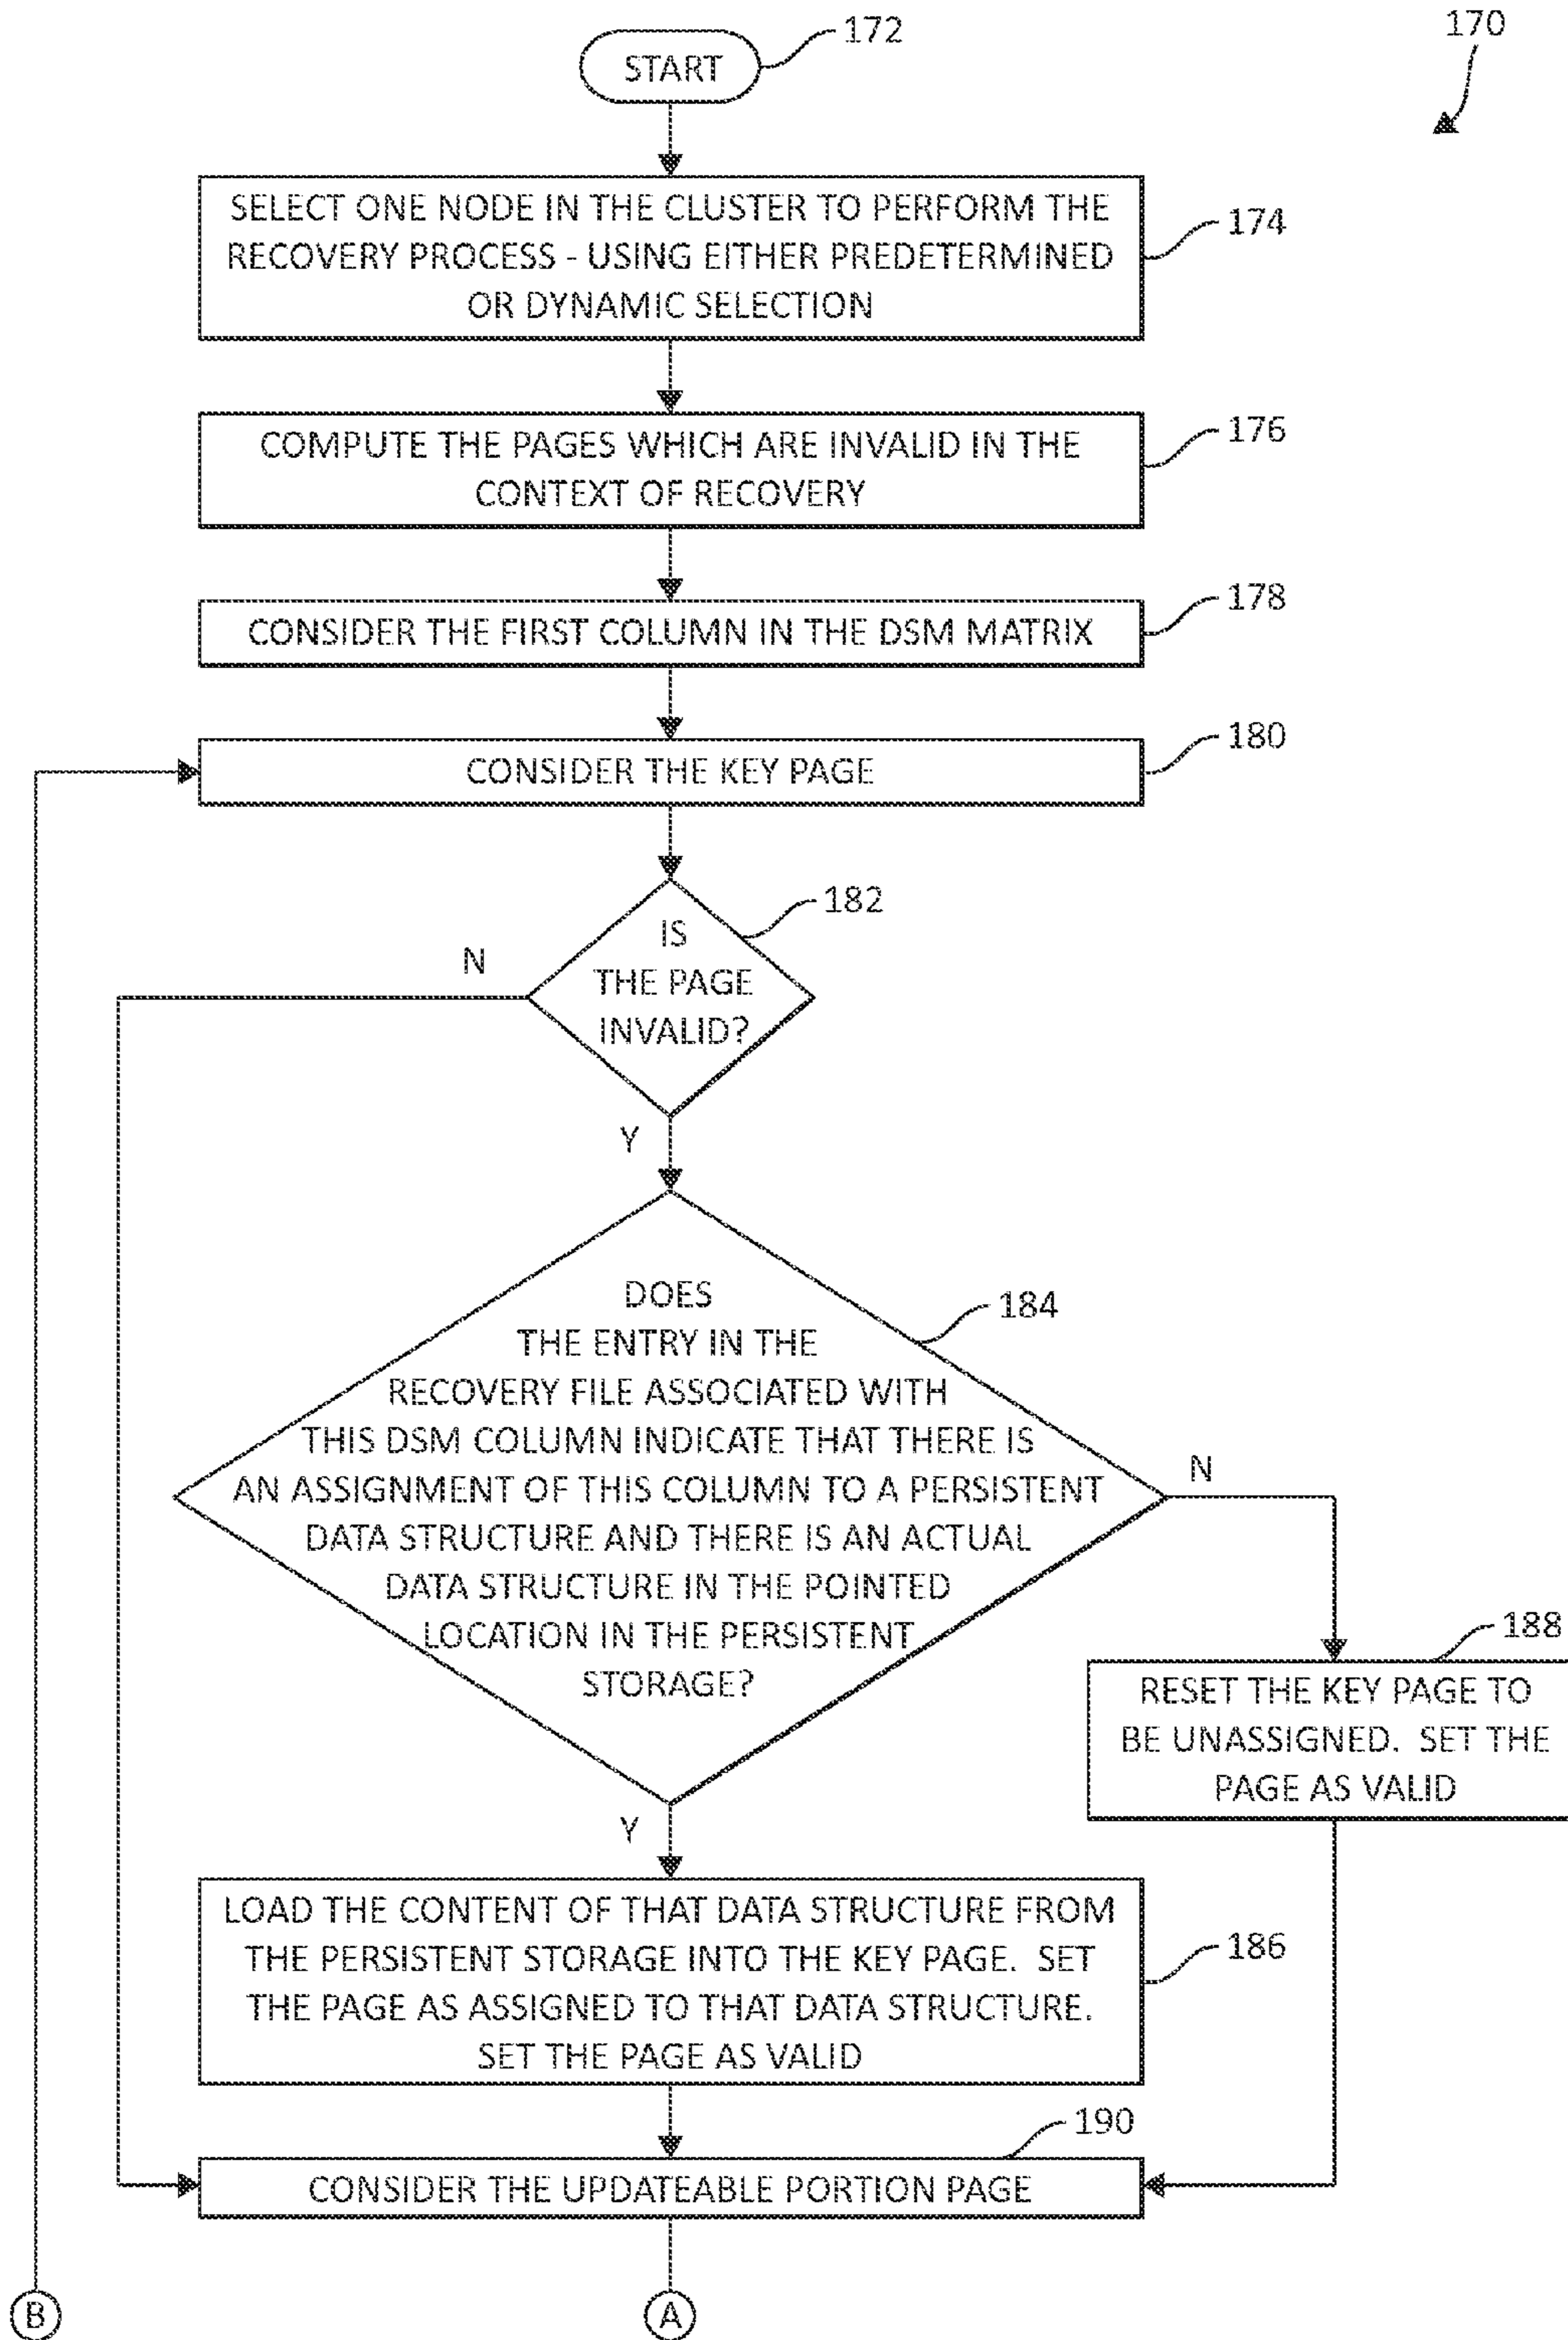 172
170
START
SELECT ONE NODE IN THE CLUSTER TO PERFORM THE
RECOVERY PROCESS - USING EITHER PREDETERMINED
OR DYNAMIC SELECTION
174
COMPUTE THE PAGES WHICH ARE INVALID IN THE
CONTEXT OF RECOVERY
176
CONSIDER THE FIRST COLUMN IN THE DSM MATRIX
178
CONSIDER THE KEY PAGE
180
182
IS
THE PAGE
INVALID?
N
Y
DOES
THE ENTRY IN THE
RECOVERY FILE ASSOCIATED WITH
THIS DSM COLUMN INDICATE THAT THERE IS
AN ASSIGNMENT OF THIS COLUMN TO A PERSISTENT
DATA STRUCTURE AND THERE IS AN ACTUAL
DATA STRUCTURE IN THE POINTED
LOCATION IN THE PERSISTENT
STORAGE?
184
N
Y
188
RESET THE KEY PAGE TO
BE UNASSIGNED. SET THE
PAGE AS VALID
LOAD THE CONTENT OF THAT DATA STRUCTURE FROM
THE PERSISTENT STORAGE INTO THE KEY PAGE. SET
THE PAGE AS ASSIGNED TO THAT DATA STRUCTURE.
SET THE PAGE AS VALID
186
190
CONSIDER THE UPDATEABLE PORTION PAGE
B
A